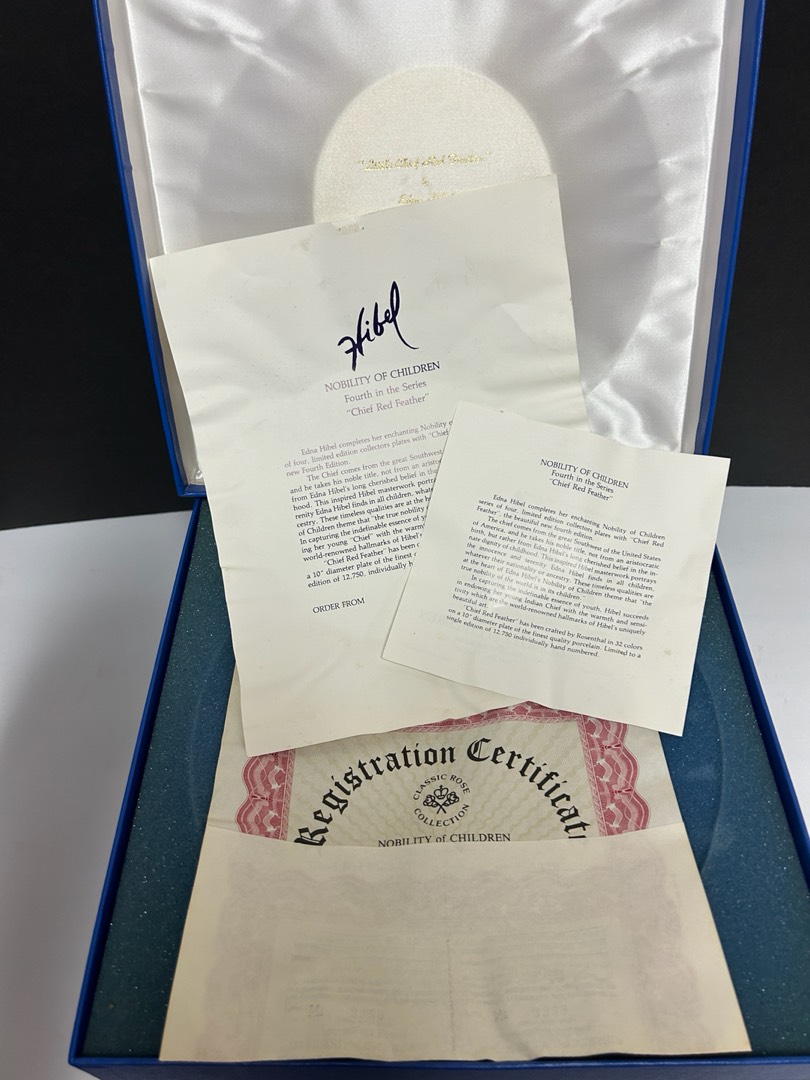 by
Hibel
NOBILITY OF CHILDREN
Fourth in the Series
"Chief Red Feather"
Edna Hibel completes her enchanting Nobility
of four, limited edition collectors plates with "Chief
new Fourth Edition.
The Chief comes from the great Southwest
and he takes his noble title, not from an aristoc
from Edna Hibel's long cherished belief in the
hood. This inspired Hibel masterwork portra
renity Edna Hibel finds in all children, what
cestry. These timeless qualities are at the h
of Children theme that "the true nobility
In capturing the indefinable essence of y
ing her young "Chief" with the warm
world-renowned hallmarks of Hibel's
"Chief Red Feather" has been c
a 10" diameter plate of the finest
edition of 12,750, individually h
ORDER FROM
NOBILITY OF CHILDREN
Fourth in the Series
"Chief Red Feather"
Edna Hibel completes her enchanting Nobility of Children
series of four, limited edition collectors plates with "Chief Red
Feather", the beautiful new fourth edition.
The chief comes from the great Southwest of the United States
of America, and he takes his noble title, not from an aristocratic
birth, but rather from Edna Hibel's long cherished belief in the in-
nate dignity of childhood. This inspired Hibel masterpiece portrays
the innocence and serenity Edna Hibel finds in all children,
whatever their nationality or ancestry. These timeless qualities are
at the heart of Edna Hibel's Nobility of Children theme that "the
true nobility of the world is in its children."
In capturing the indefinable essence of youth, Hibel succeeds
in endowing her young Indian Chief with the warmth and sensi-
tivity which are the world-renowned hallmarks of Hibel's uniquely
beautiful art.
"Chief Red Feather" has been crafted by Rosenthal in 32 colors
on a 10" diameter plate of the finest quality porcelain. Limited to a
single edition of 12,750 individually hand numbered.
Registration Certificat
CLASSIC ROSE
COLLECTION
NOBILITY of CHILDREN